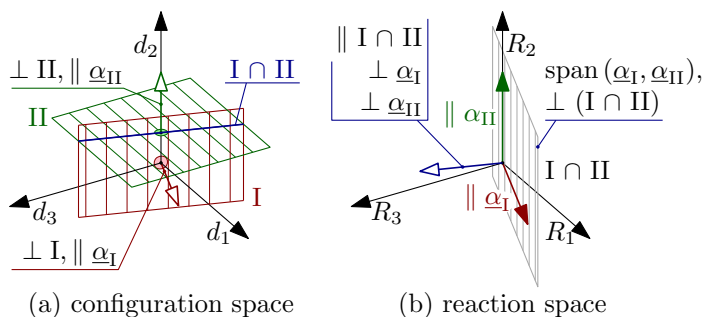 d₂
⊥ II, ∥ α_II
I ∩ II
II
I
d₃
d₁
⊥ I, ∥ α_I
(a) configuration space
∥ I ∩ II
⊥ α_I
⊥ α_II
R₂
span (α_I, α_II),
⊥ (I ∩ II)
∥ α_II
I ∩ II
∥ α_I
R₃
R₁
(b) reaction space